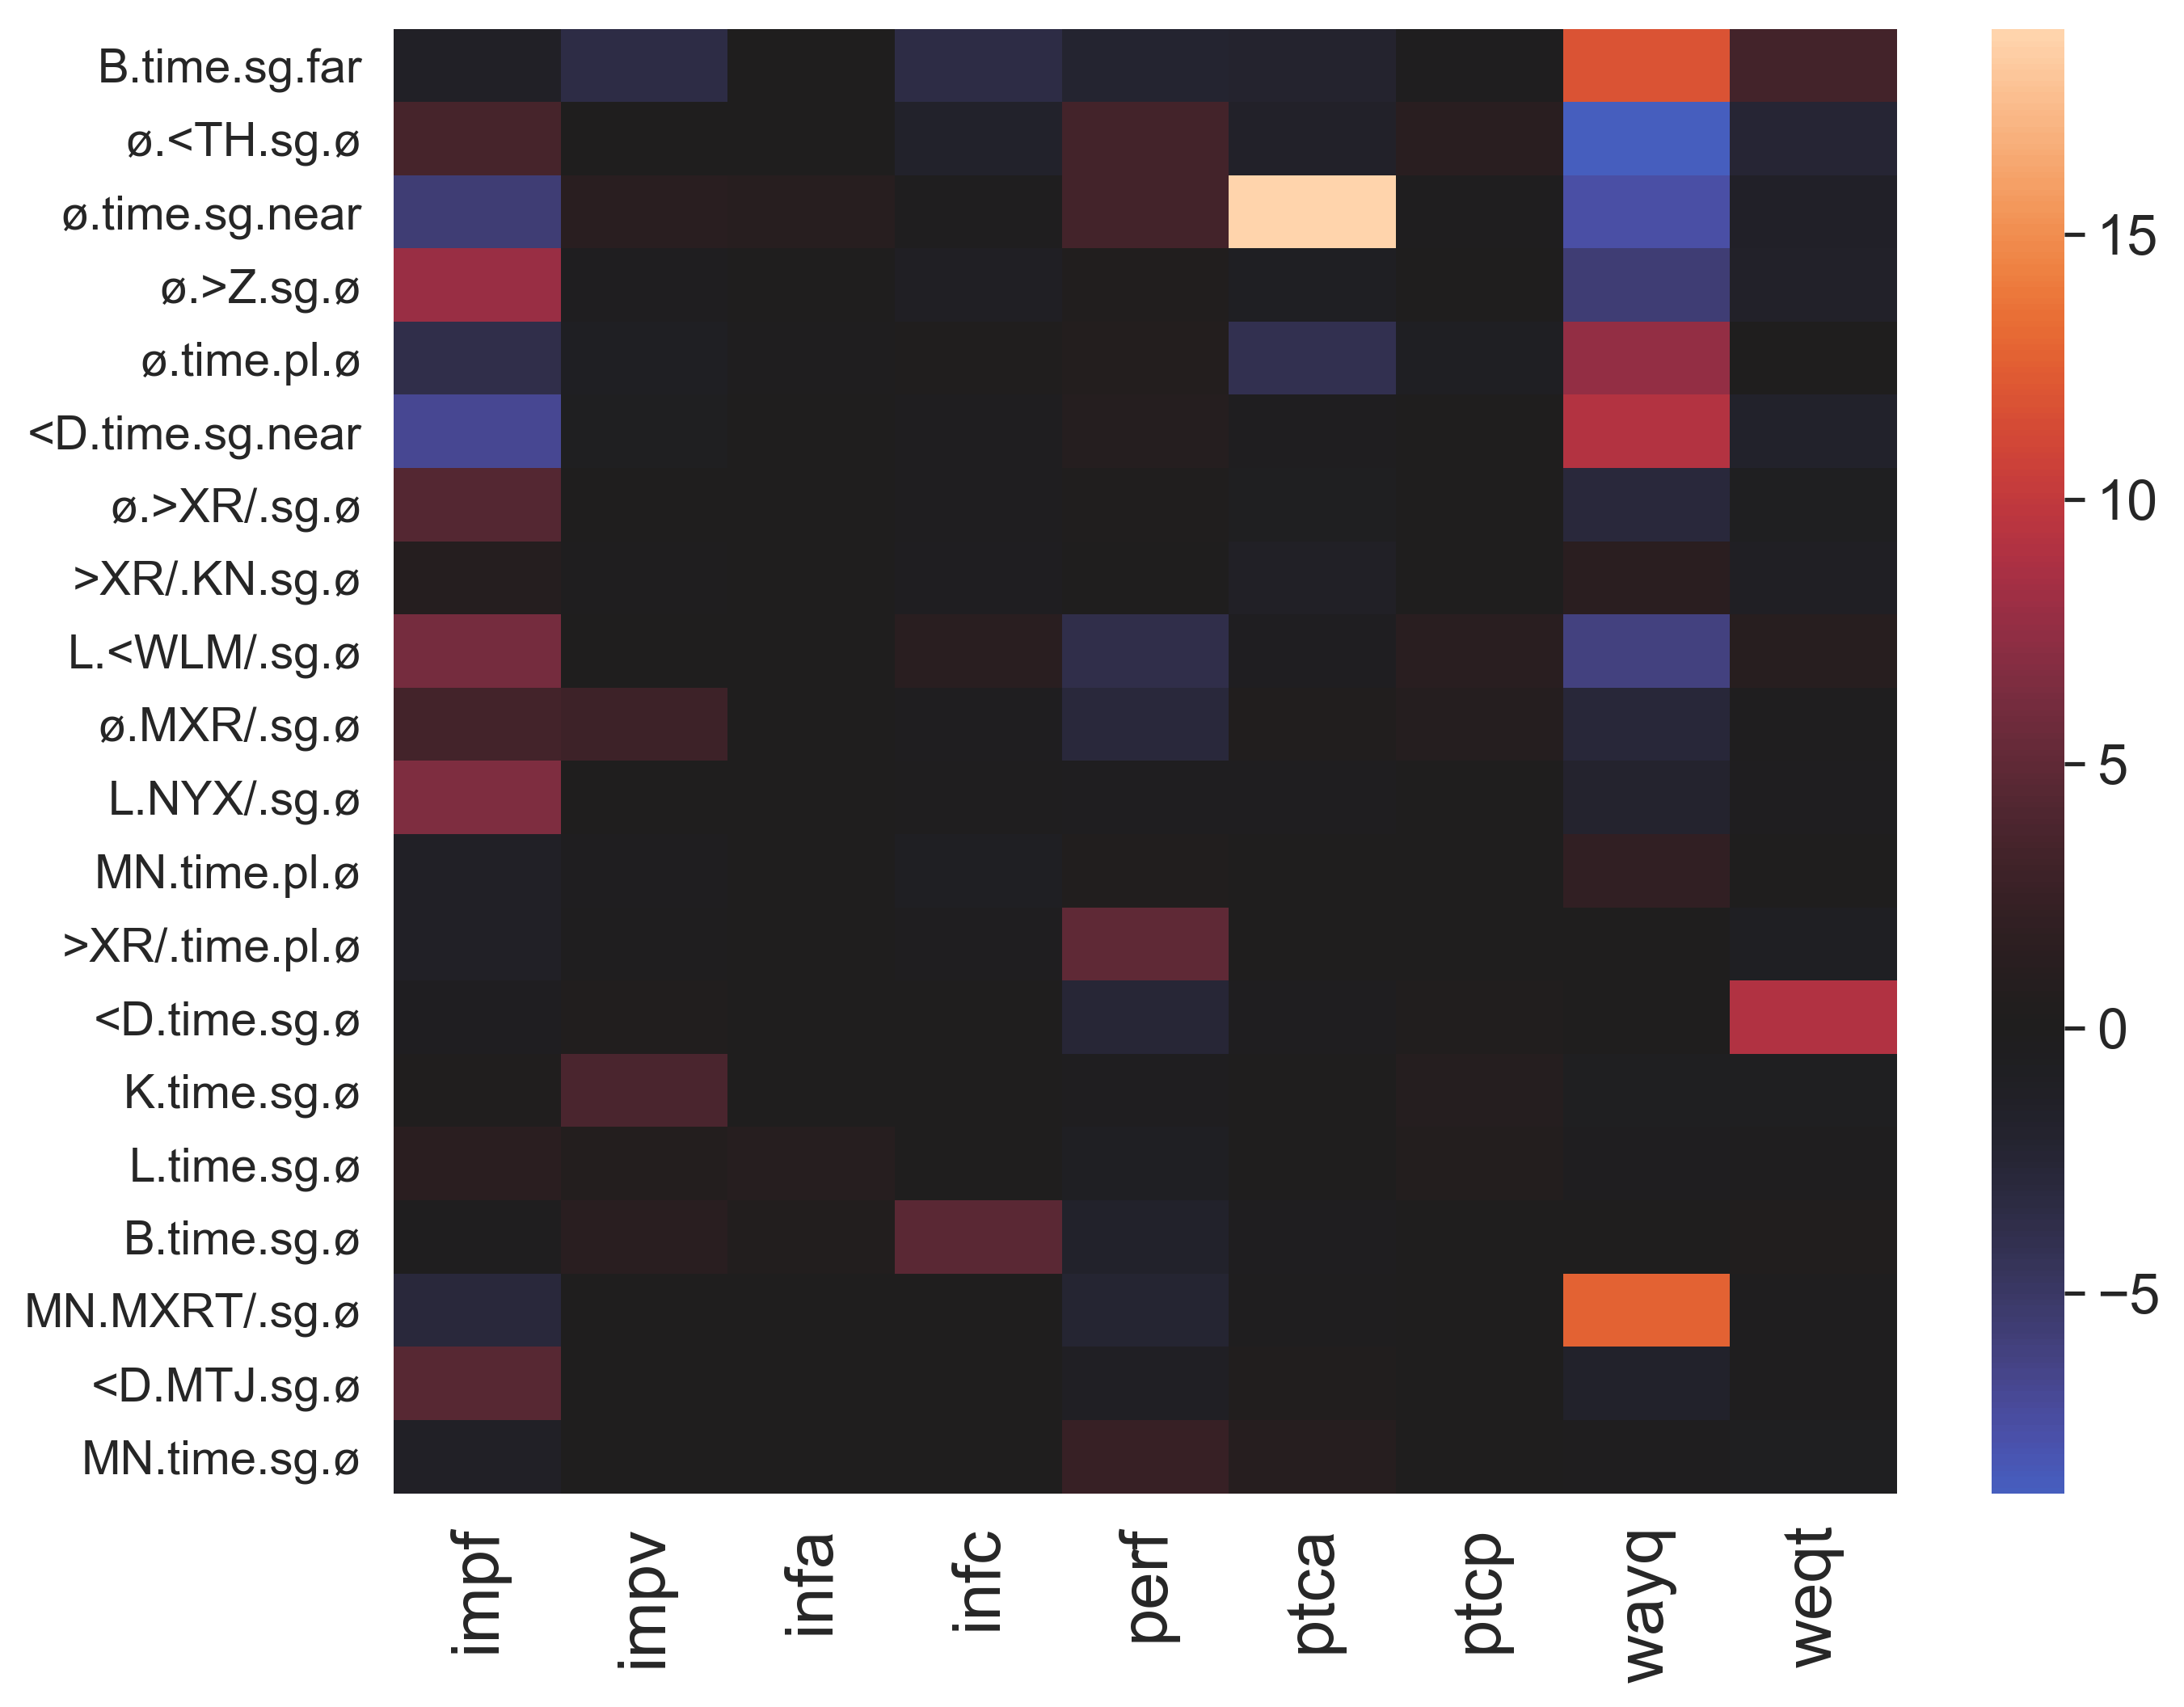 B.time.sg.far
ø.<TH.sg.ø
ø.time.sg.near
ø.>Z.sg.ø
ø.time.pl.ø
<D.time.sg.near
ø.>XR/.sg.ø
>XR/.KN.sg.ø
L.<WLM/.sg.ø
ø.MXR/.sg.ø
L.NYX/.sg.ø
MN.time.pl.ø
>XR/.time.pl.ø
<D.time.sg.ø
K.time.sg.ø
L.time.sg.ø
B.time.sg.ø
MN.MXRT/.sg.ø
<D.MTJ.sg.ø
MN.time.sg.ø
impf impv infa infc perf ptca ptcp wayq weqt
15
10
5
0
−5